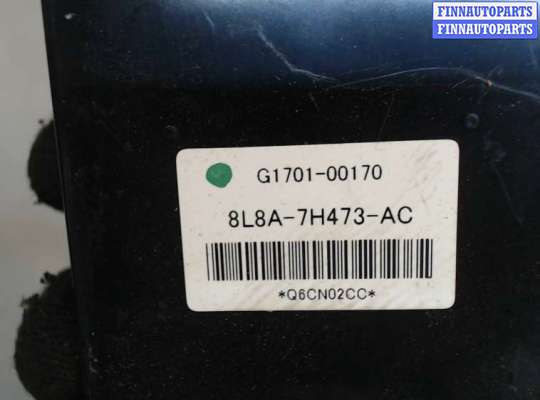 FINNAUTOPARTS
FINNAUTOPARTS
G1701-00170
8L8A-7H473-AC
*Q6CN02CC*